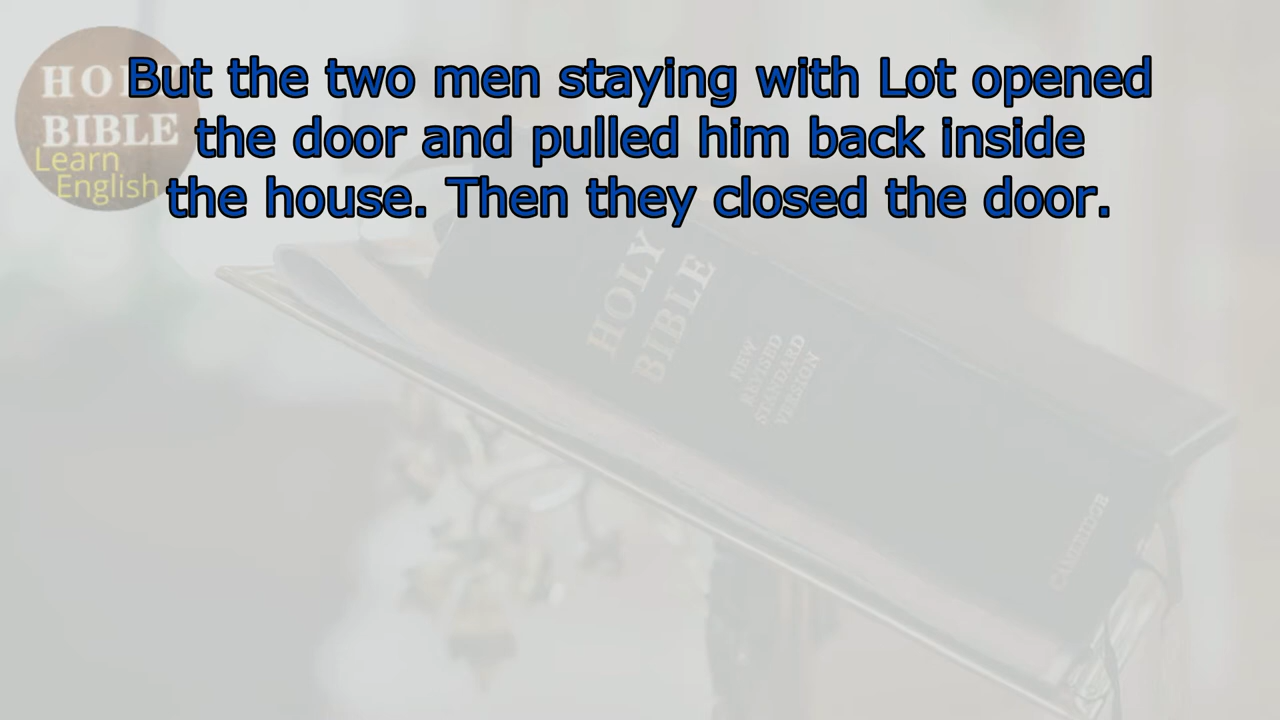 But the two men staying with Lot opened
the door and pulled him back inside
the house. Then they closed the door.
HOLY
BIBLE
Learn
English
HOLY
BIBLE
NEW
REVISED
STANDARD
VERSION
CAMBRIDGE